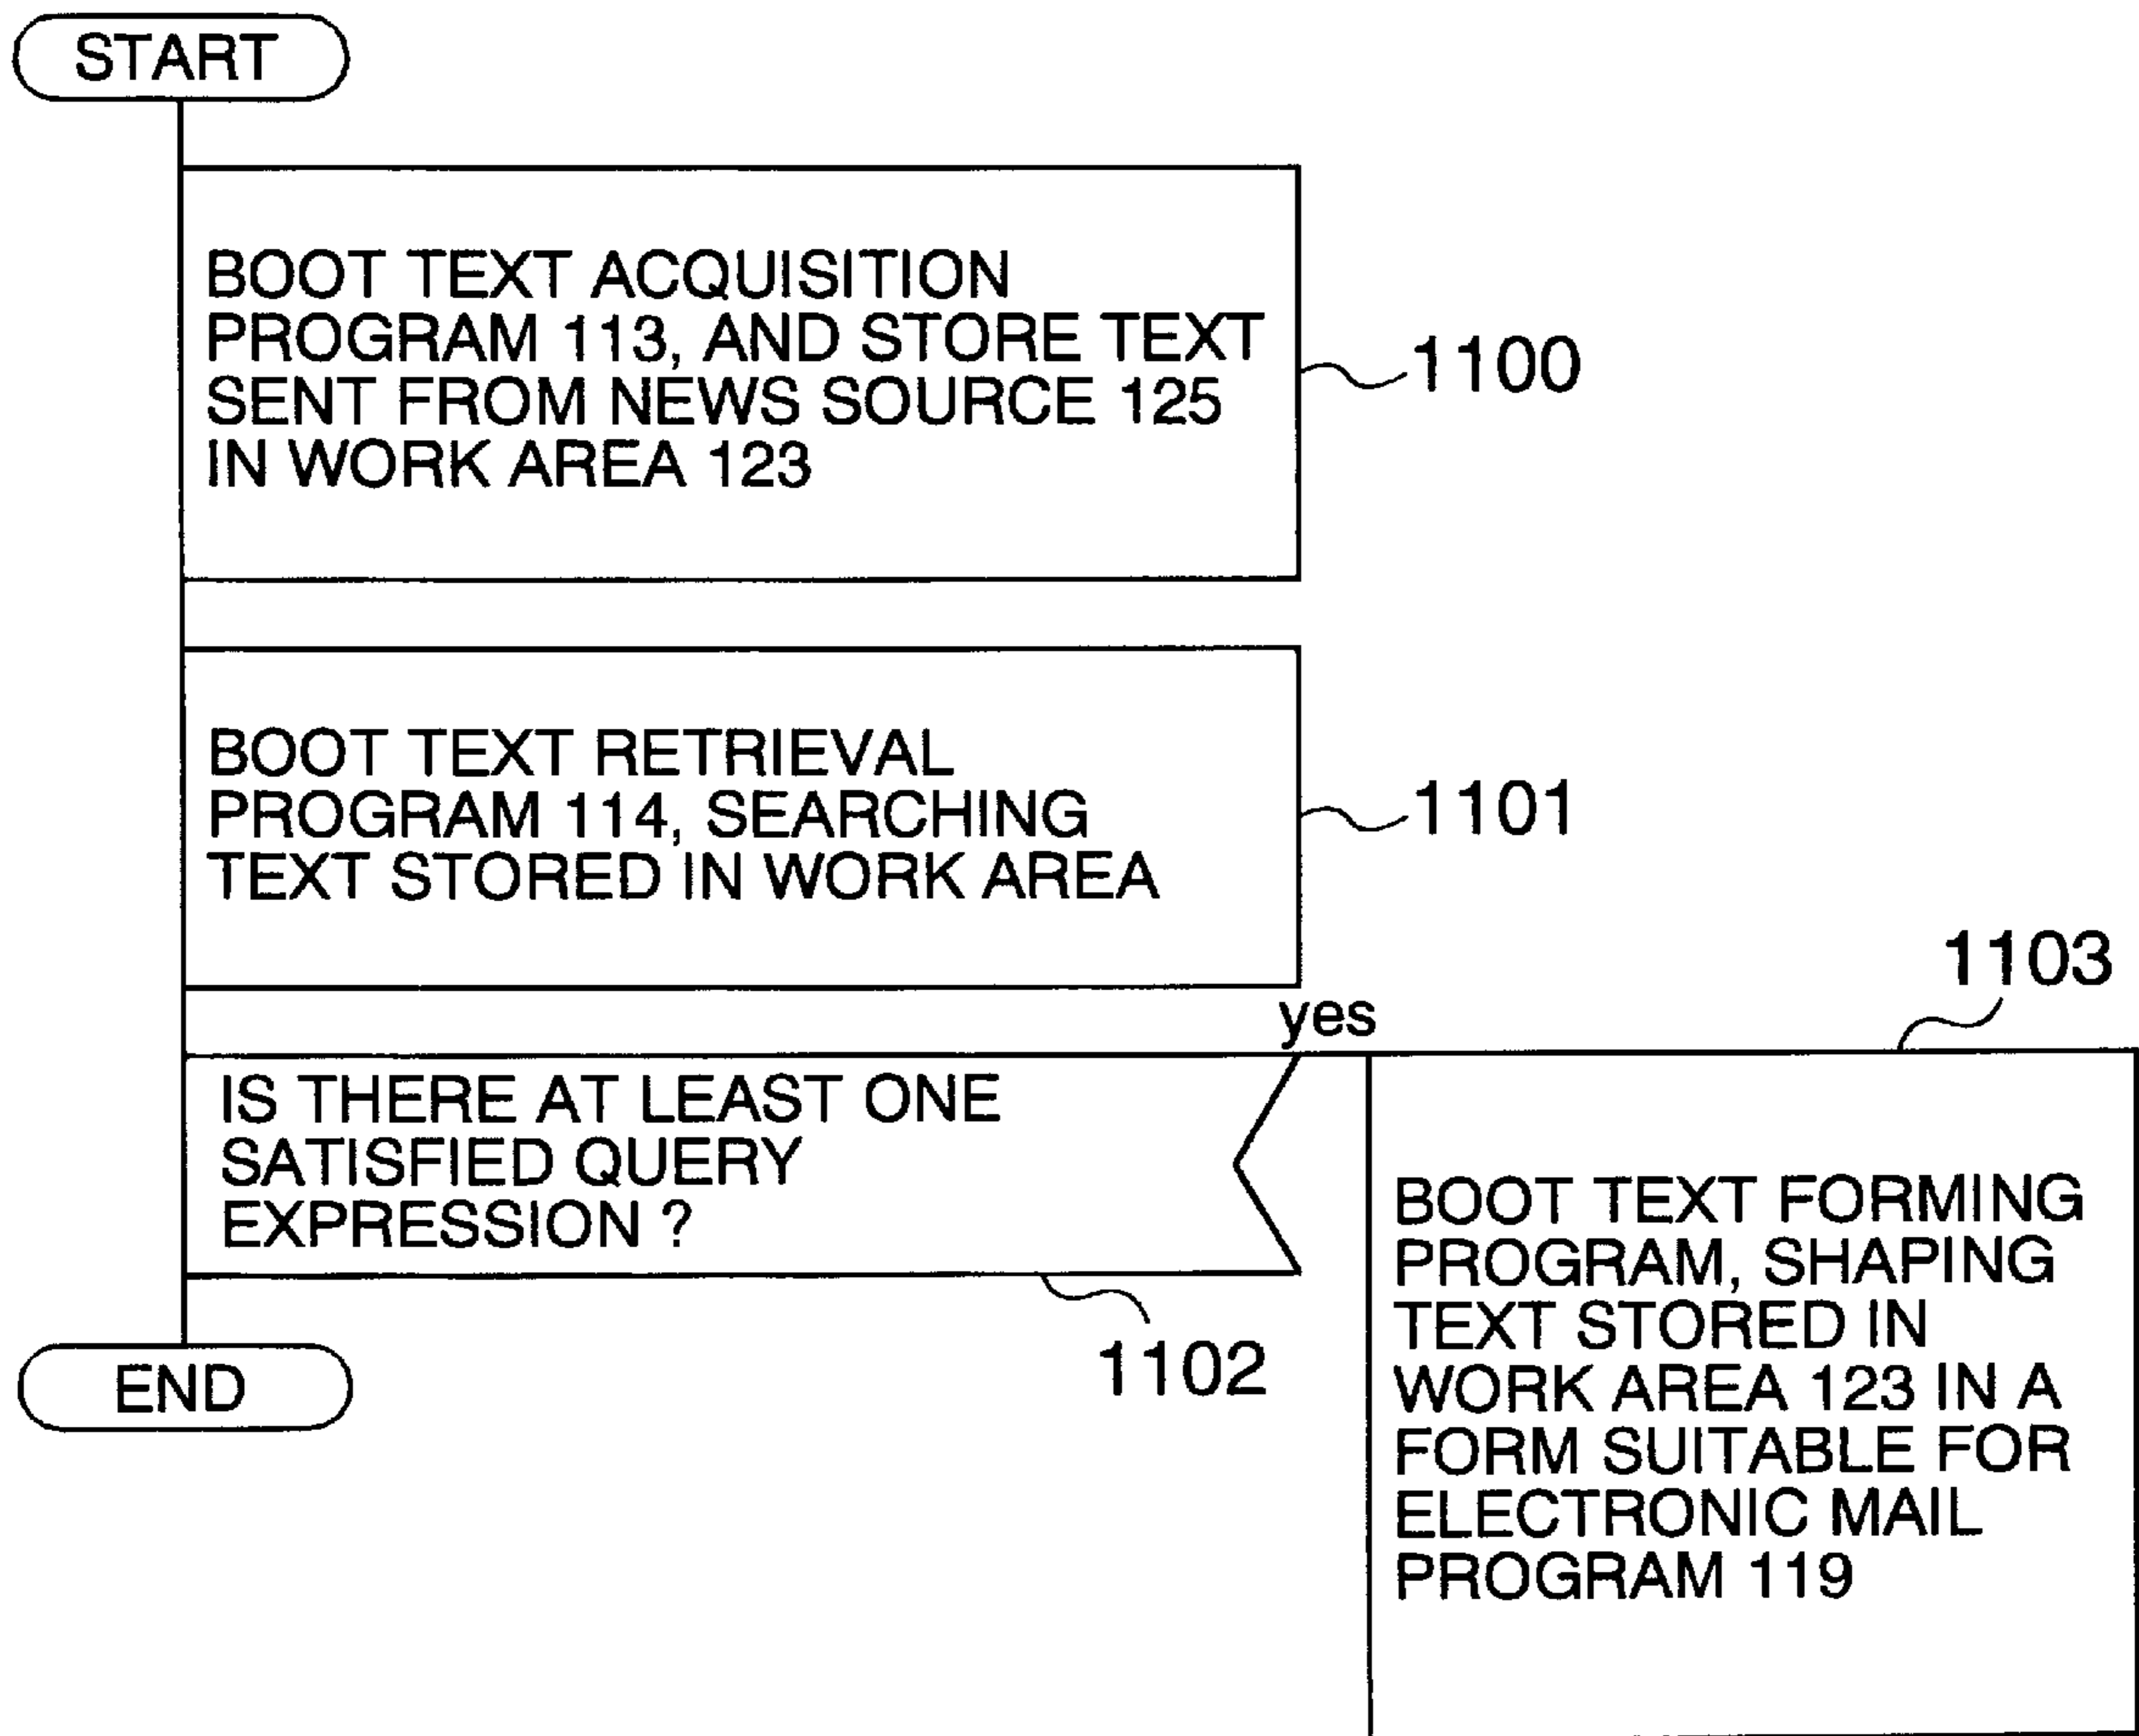 START
BOOT TEXT ACQUISITION
PROGRAM 113, AND STORE TEXT
SENT FROM NEWS SOURCE 125
IN WORK AREA 123
1100
BOOT TEXT RETRIEVAL
PROGRAM 114, SEARCHING
TEXT STORED IN WORK AREA
1101
yes
1103
IS THERE AT LEAST ONE
SATISFIED QUERY
EXPRESSION ?
1102
BOOT TEXT FORMING
PROGRAM, SHAPING
TEXT STORED IN
WORK AREA 123 IN A
FORM SUITABLE FOR
ELECTRONIC MAIL
PROGRAM 119
END